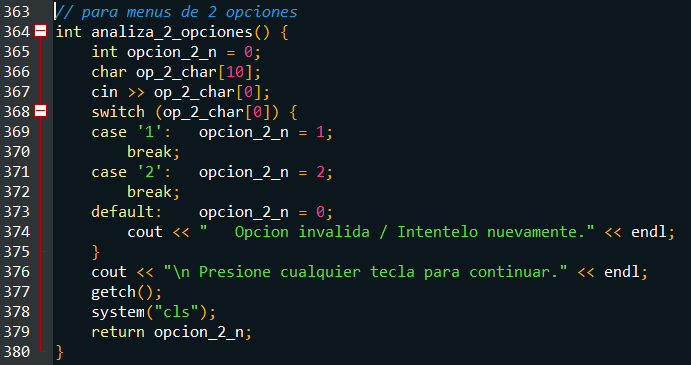 363 // para menus de 2 opciones
364 int analiza_2_opciones() {
365     int opcion_2_n = 0;
366     char op_2_char[10];
367     cin >> op_2_char[0];
368     switch (op_2_char[0]) {
369     case '1':   opcion_2_n = 1;
370         break;
371     case '2':   opcion_2_n = 2;
372         break;
373     default:    opcion_2_n = 0;
374         cout << "   Opcion invalida / Intentelo nuevamente." << endl;
375     }
376     cout << "\n Presione cualquier tecla para continuar." << endl;
377     getch();
378     system("cls");
379     return opcion_2_n;
380 }